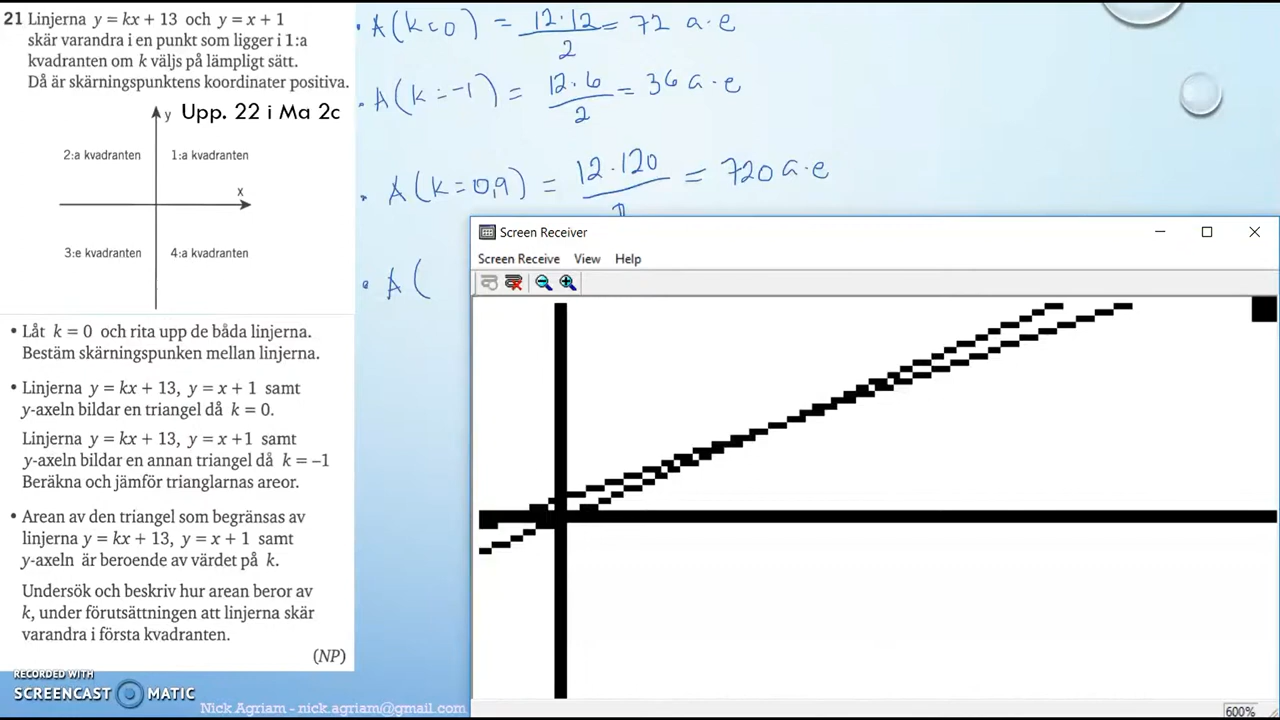 21 Linjerna y = kx + 13 och y = x + 1
skär varandra i en punkt som ligger i 1:a
kvadranten om k väljs på lämpligt sätt.
Då är skärningspunktens koordinater positiva.
Upp. 22 i Ma 2c
y
2:a kvadranten 1:a kvadranten
x
3:e kvadranten 4:a kvadranten
• Låt k = 0 och rita upp de båda linjerna.
Bestäm skärningspunken mellan linjerna.
• Linjerna y = kx + 13, y = x + 1 samt
y-axeln bildar en triangel då k = 0.
Linjerna y = kx + 13, y = x + 1 samt
y-axeln bildar en annan triangel då k = –1
Beräkna och jämför trianglarnas areor.
• Arean av den triangel som begränsas av
linjerna y = kx + 13, y = x + 1 samt
y-axeln är beroende av värdet på k.
Undersök och beskriv hur arean beror av
k, under förutsättningen att linjerna skär
varandra i första kvadranten.
(NP)
RECORDED WITH
SCREENCAST MATIC
Nick Agriam - nick.agriam@gmail.com
• A(k=0) = 12·12/2 = 72 a·e
• A(k=-1) = 12·6/2 = 36 a·e
• A(k=0,9) = 12·120 = 720 a·e
• A(
Screen Receiver
Screen Receive View Help
600%